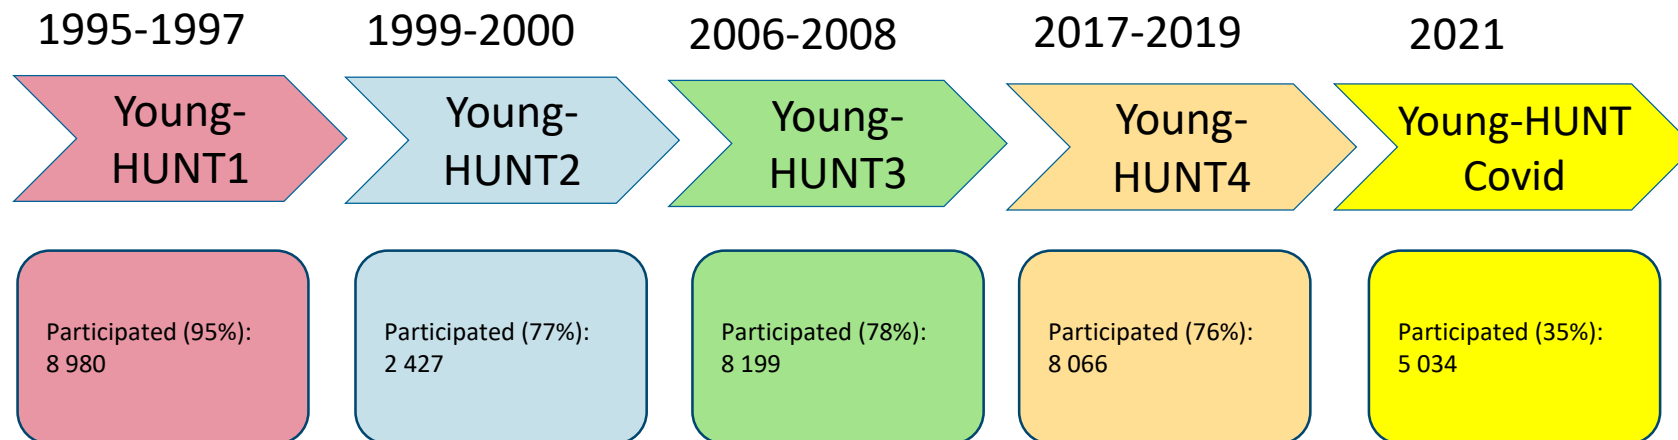 1995-1997
1999-2000
2006-2008
2017-2019
2021
Young-
HUNT1
Young-
HUNT2
Young-
HUNT3
Young-
HUNT4
Young-HUNT
Covid
Participated (95%):
8 980
Participated (77%):
2 427
Participated (78%):
8 199
Participated (76%):
8 066
Participated (35%):
5 034